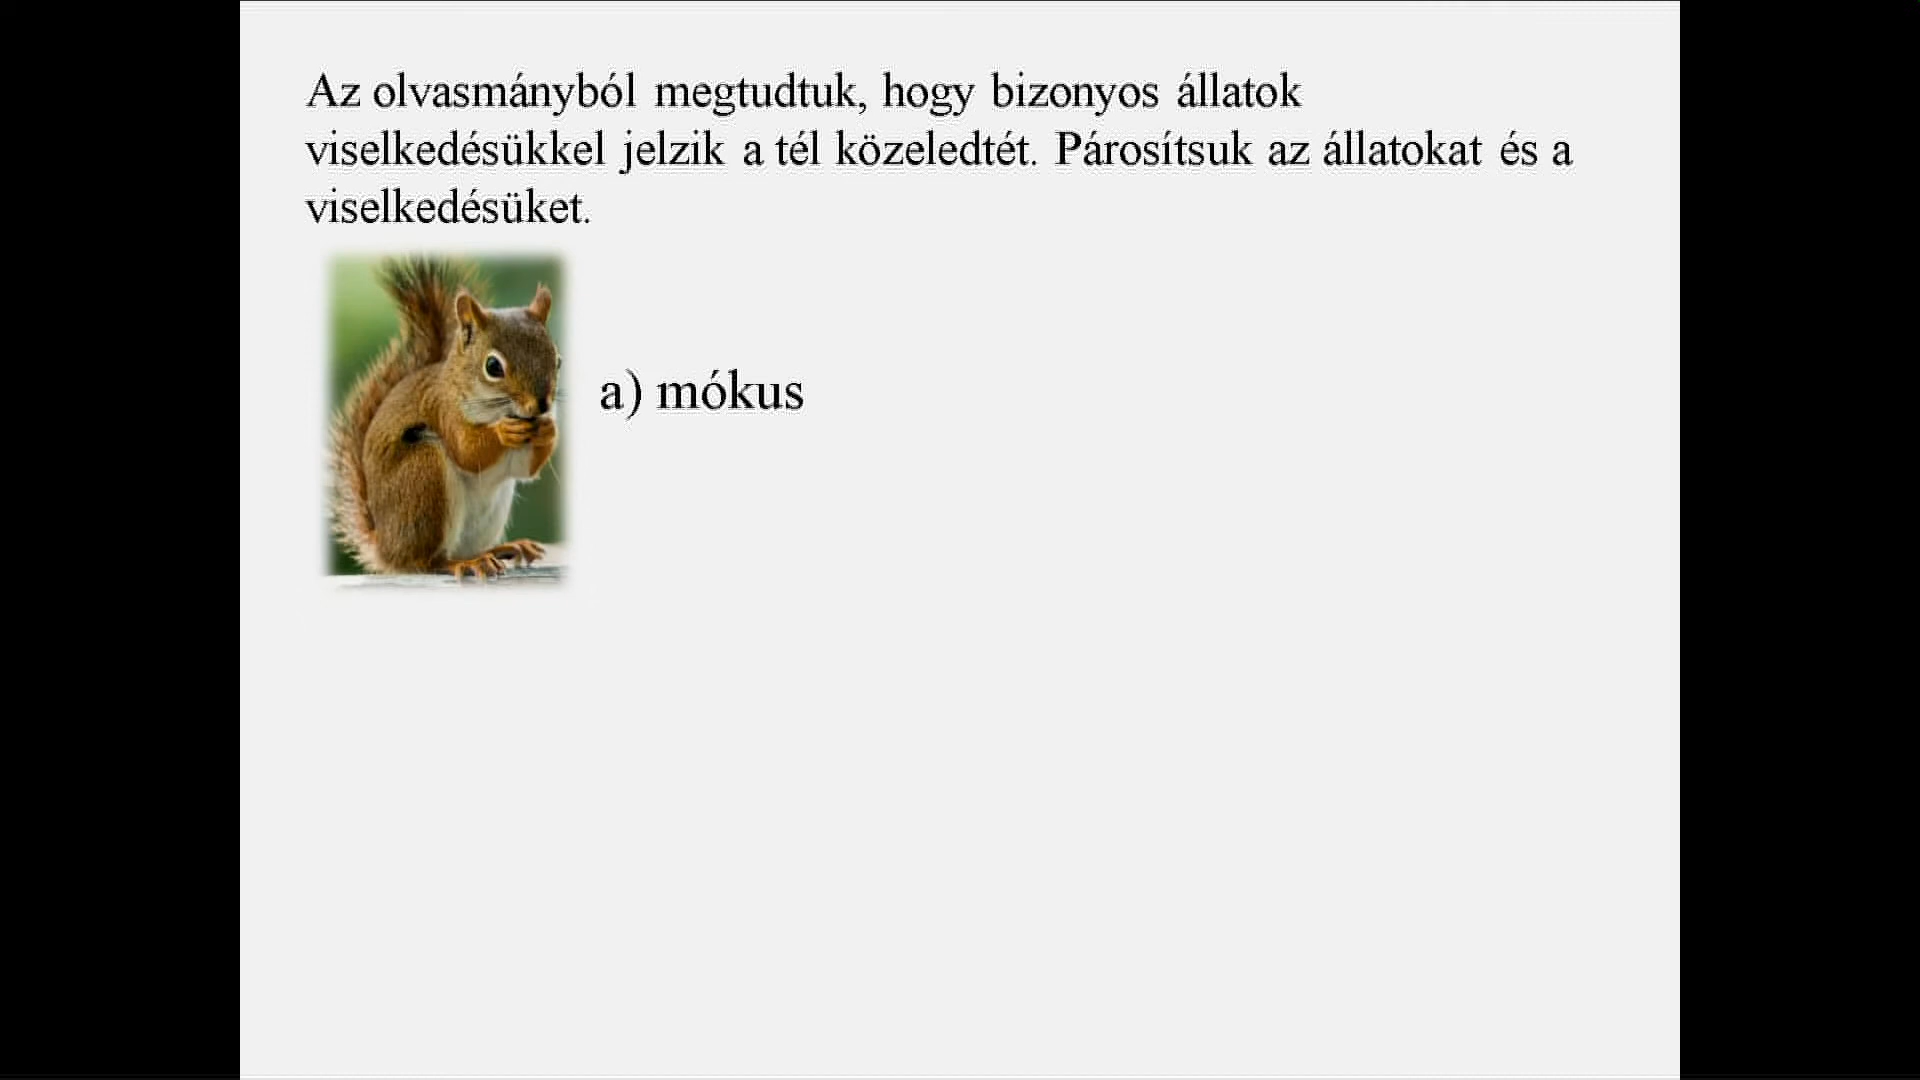 Az olvasmányból megtudtuk, hogy bizonyos állatok
viselkedésükkel jelzik a tél közeledtét. Párosítsuk az állatokat és a
viselkedésüket.
a) mókus